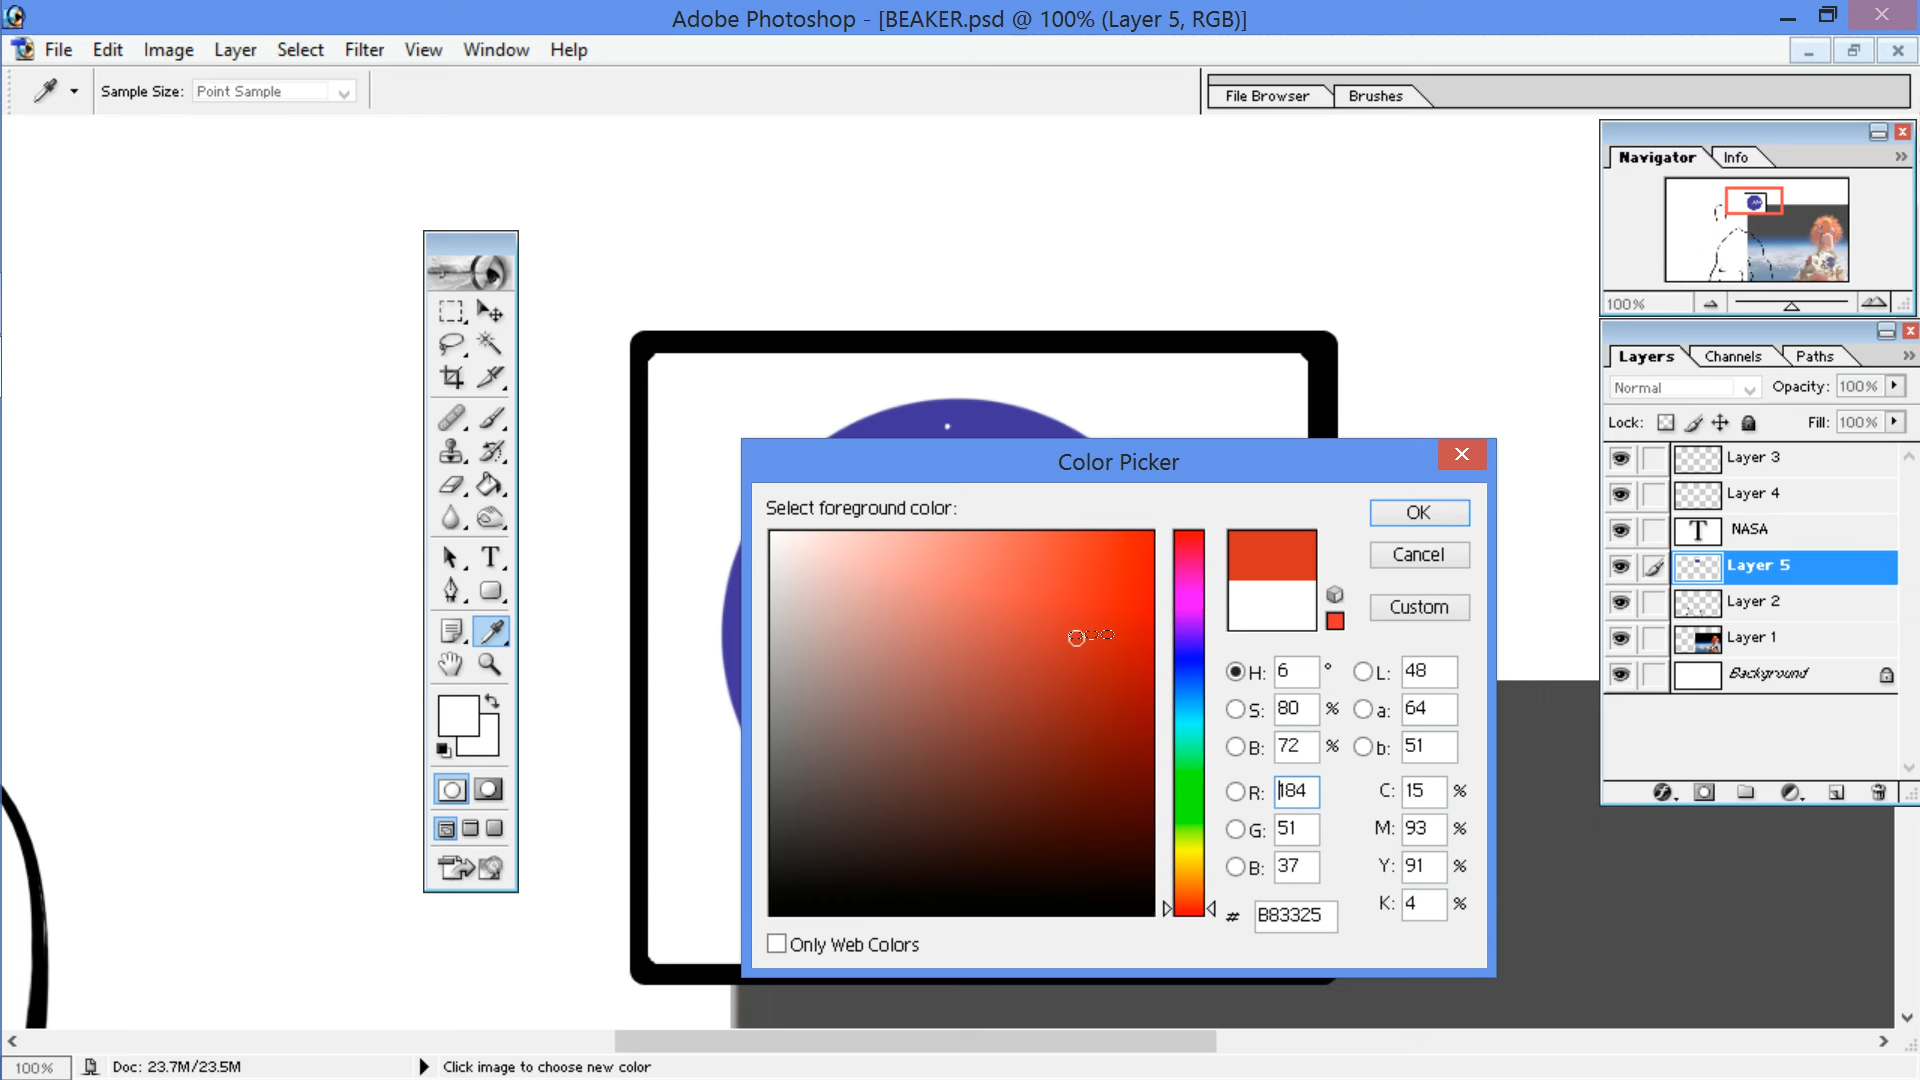 Adobe Photoshop - [BEAKER.psd @ 100% (Layer 5, RGB)]
File Edit Image Layer Select Filter View Window Help
Sample Size: Point Sample
File Browser Brushes
Navigator Info
100%
Layers Channels Paths
Normal Opacity: 100%
Lock: Fill: 100%
Layer 3
Layer 4
T NASA
Layer 5
Layer 2
Layer 1
Background
T
Color Picker
Select foreground color:
OK
Cancel
Custom
H: 6 ° L: 48
S: 80 % a: 64
B: 72 % b: 51
R: 184 C: 15 %
G: 51 M: 93 %
B: 37 Y: 91 %
K: 4 %
# B83325
Only Web Colors
100% Doc: 23.7M/23.5M Click image to choose new color